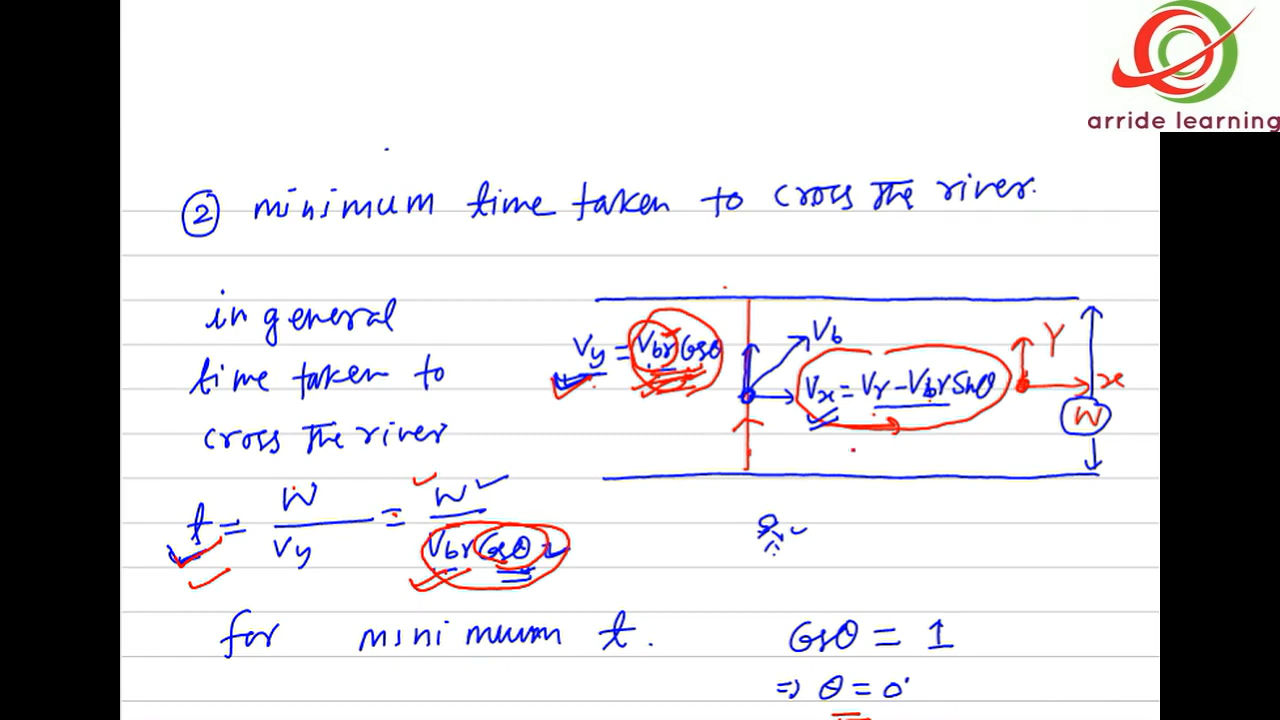 arride learning
② minimum time taken to cross the river.
in general
time taken to
cross the river
Vy = Vbr Cosθ
Vb
Vx = Vr - Vbr Sinθ
Y
x
W
t = W / Vy = W / Vbr Cosθ
for minimum t.
Cosθ = 1
⇒ θ = 0°